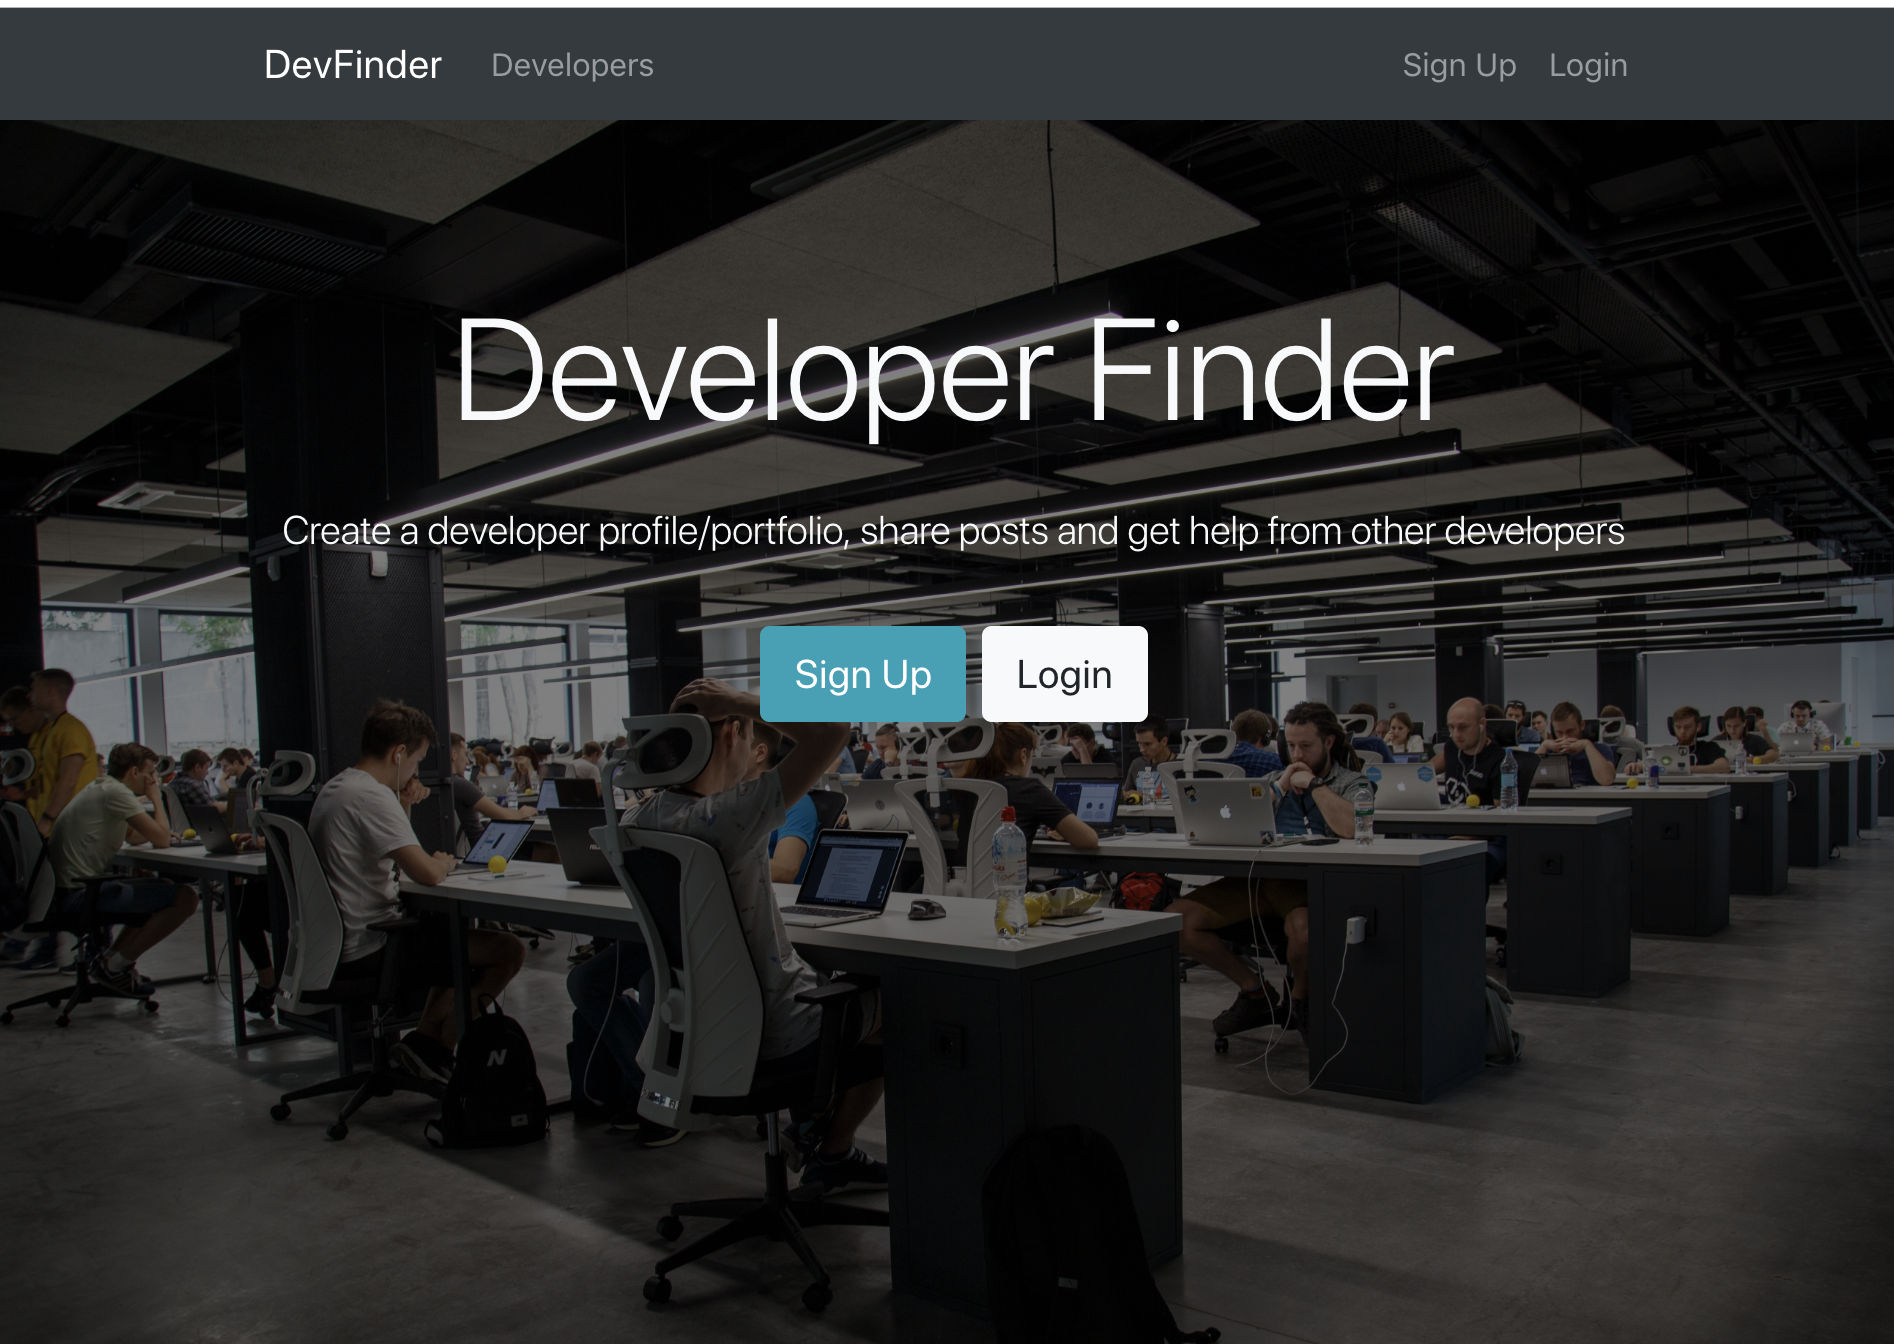 DevFinder Developers Sign Up Login
Developer Finder
Create a developer profile/portfolio, share posts and get help from other developers
Sign Up Login